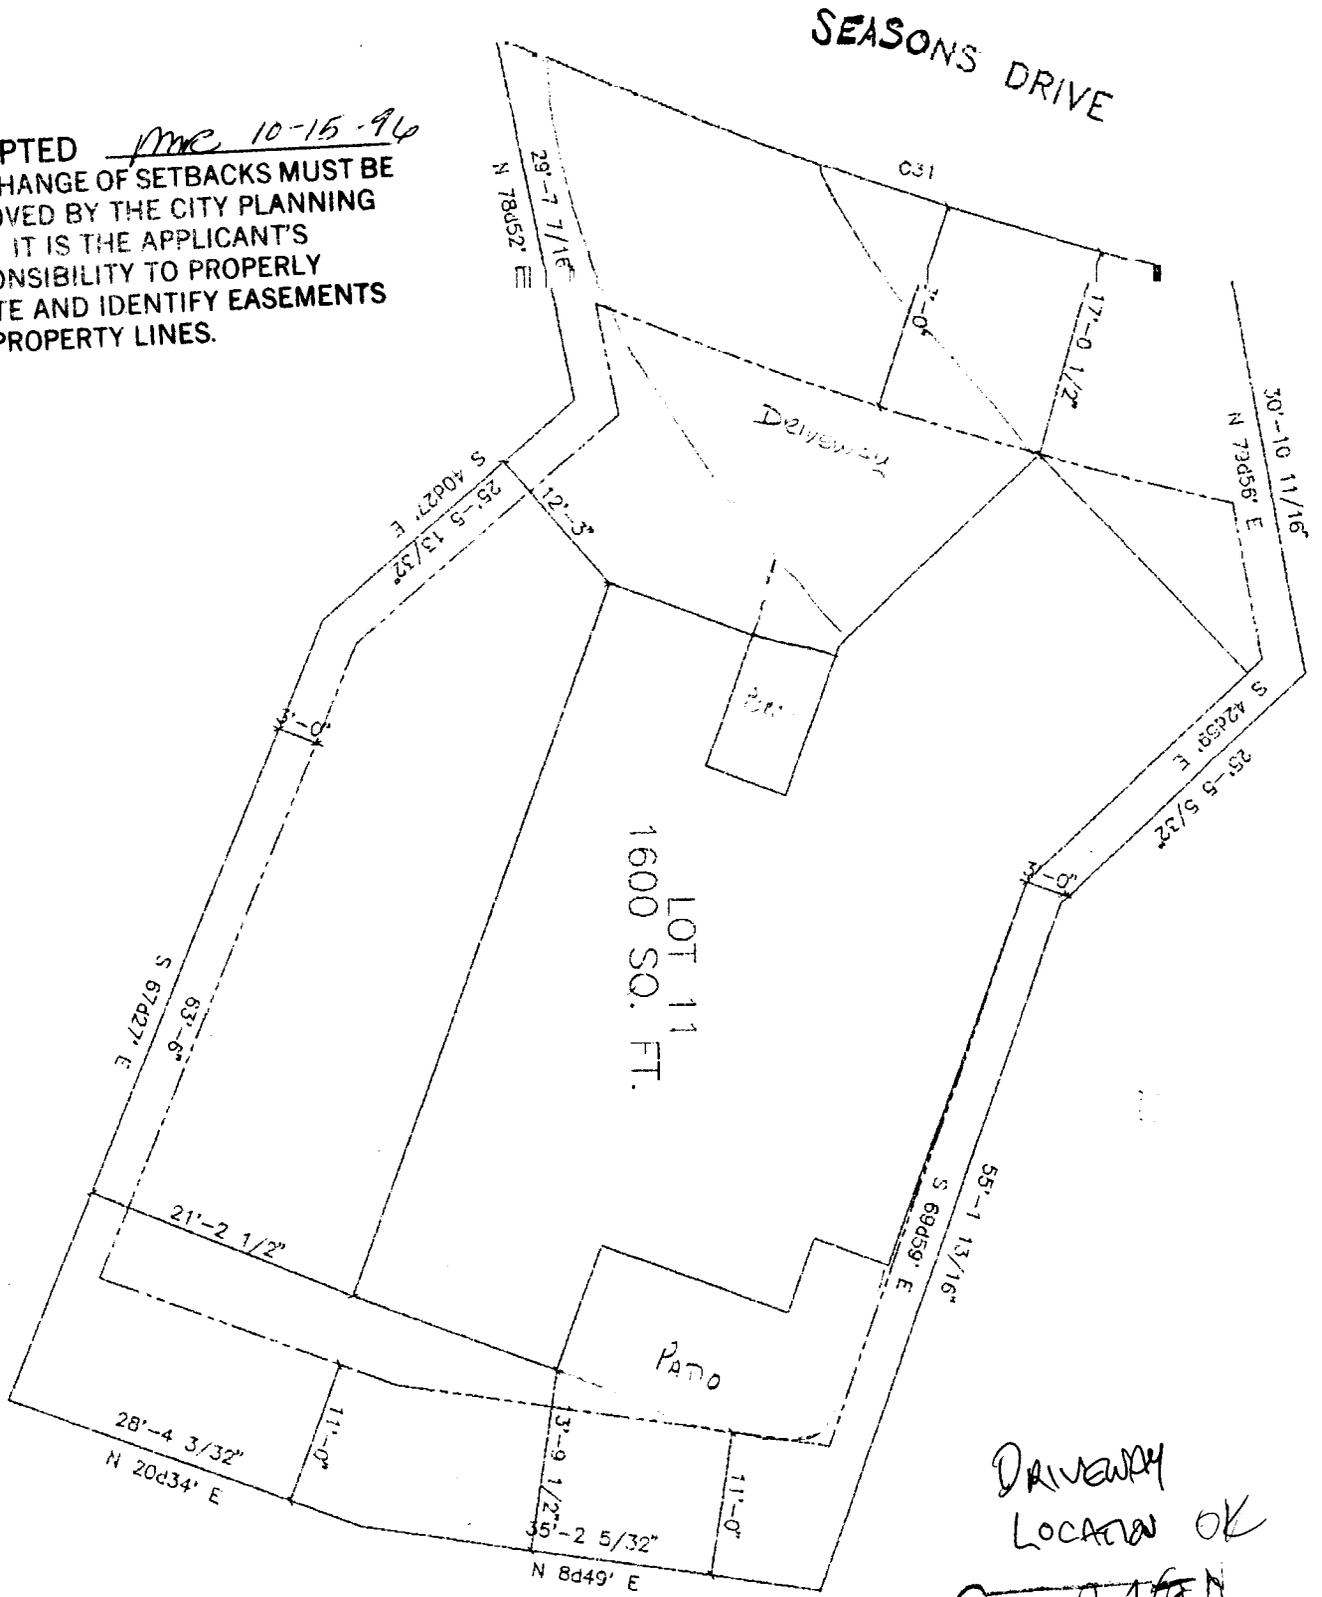 SEASONS DRIVE
PTED 10-15-96
HANGE OF SETBACKS MUST BE
OVED BY THE CITY PLANNING
IT IS THE APPLICANT'S
ONSIBILITY TO PROPERLY
TE AND IDENTIFY EASEMENTS
PROPERTY LINES.
C31
29'-7 7/16"
N 78d52' E
17'-0 1/2"
30'-10 11/16"
N 79d56' E
DRIVEWAY
S 40d27' E
25'-5 13/32"
12'-3"
3'-0"
S 42d59' E
25'-5 5/32"
3'-0"
LOT 11
1600 SQ. FT.
S 67d27' E
63'-6"
55'-1 13/16"
S 69d59' E
21'-2 1/2"
PATIO
28'-4 3/32"
N 20d34' E
11'-0"
13'-9 1/2"
11'-0"
35'-2 5/32"
N 8d49' E
DRIVEWAY
LOCATION OK